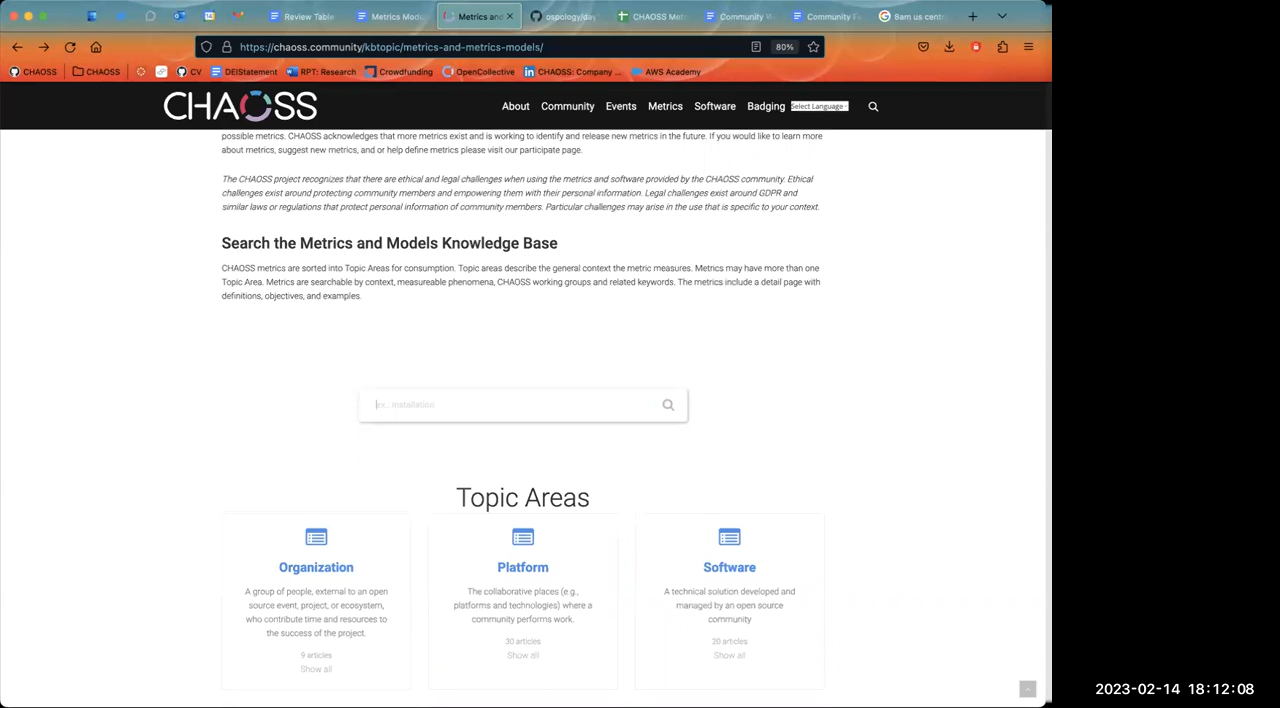 Review Table
Metrics Mod
Metrics and
ospology/day
CHAOSS Met
Community W
Community F
8am us cent
https://chaoss.community/kbtopic/metrics-and-metrics-models/
80%
CHAOSS
CHAOSS
CV
DEIStatement
RPT: Research
Crowdfunding
OpenCollective
CHAOSS: Company ...
AWS Academy
CHAOSS
About
Community
Events
Metrics
Software
Badging
Select Language
possible metrics. CHAOSS acknowledges that more metrics exist and is working to identify and release new metrics in the future. If you would like to learn more
about metrics, suggest new metrics, and or help define metrics please visit our participate page.
The CHAOSS project recognizes that there are ethical and legal challenges when using the metrics and software provided by the CHAOSS community. Ethical
challenges exist around protecting community members and empowering them with their personal information. Legal challenges exist around GDPR and
similar laws or regulations that protect personal information of community members. Particular challenges may arise in the use that is specific to your context.
Search the Metrics and Models Knowledge Base
CHAOSS metrics are sorted into Topic Areas for consumption. Topic areas describe the general context the metric measures. Metrics may have more than one
Topic Area. Metrics are searchable by context, measureable phenomena, CHAOSS working groups and related keywords. The metrics include a detail page with
definitions, objectives, and examples.
ex.: Installation
Topic Areas
Organization
A group of people, external to an open
source event, project, or ecosystem,
who contribute time and resources to
the success of the project.
9 articles
Show all
Platform
The collaborative places (e.g.,
platforms and technologies) where a
community performs work.
30 articles
Show all
Software
A technical solution developed and
managed by an open source
community
20 articles
Show all
2023-02-14 18:12:08